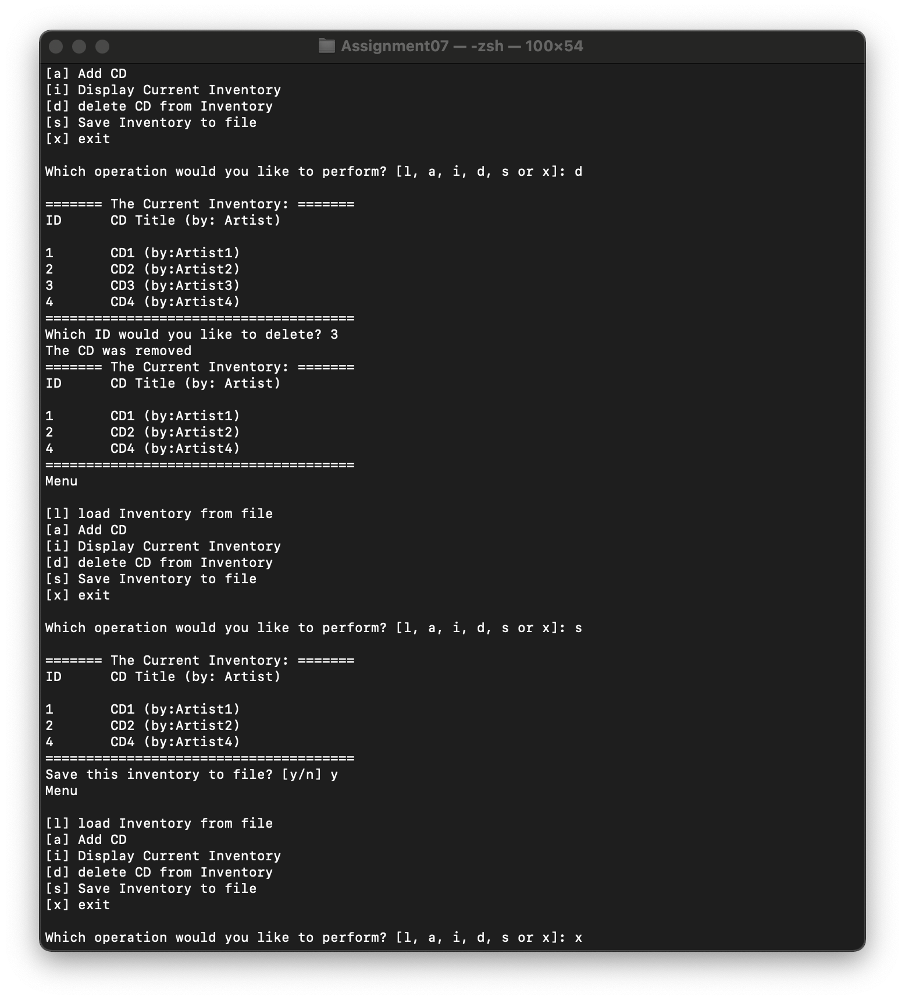 Assignment07 — -zsh — 100×54
[a] Add CD
[i] Display Current Inventory
[d] delete CD from Inventory
[s] Save Inventory to file
[x] exit

Which operation would you like to perform? [l, a, i, d, s or x]: d

======= The Current Inventory: =======
ID      CD Title (by: Artist)

1       CD1 (by:Artist1)
2       CD2 (by:Artist2)
3       CD3 (by:Artist3)
4       CD4 (by:Artist4)
======================================
Which ID would you like to delete? 3
The CD was removed
======= The Current Inventory: =======
ID      CD Title (by: Artist)

1       CD1 (by:Artist1)
2       CD2 (by:Artist2)
4       CD4 (by:Artist4)
======================================
Menu

[l] load Inventory from file
[a] Add CD
[i] Display Current Inventory
[d] delete CD from Inventory
[s] Save Inventory to file
[x] exit

Which operation would you like to perform? [l, a, i, d, s or x]: s

======= The Current Inventory: =======
ID      CD Title (by: Artist)

1       CD1 (by:Artist1)
2       CD2 (by:Artist2)
4       CD4 (by:Artist4)
======================================
Save this inventory to file? [y/n] y
Menu

[l] load Inventory from file
[a] Add CD
[i] Display Current Inventory
[d] delete CD from Inventory
[s] Save Inventory to file
[x] exit

Which operation would you like to perform? [l, a, i, d, s or x]: x